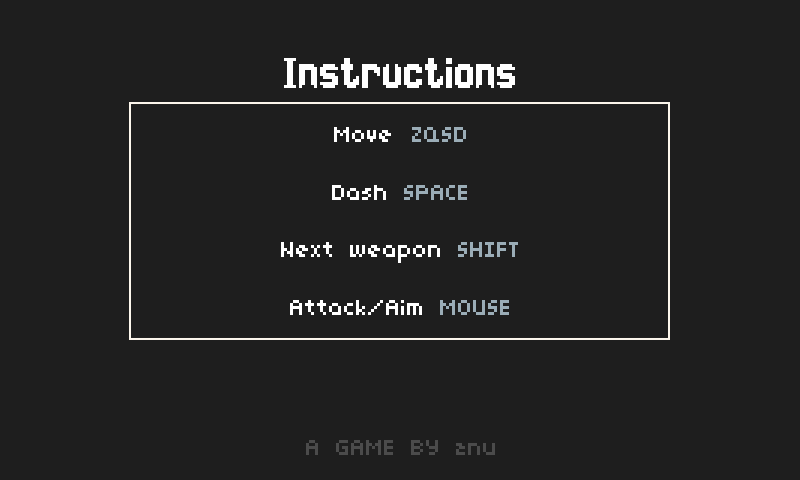 Instructions
Move ZQSD
Dash SPACE
Next weapon SHIFT
Attack/Aim MOUSE
A GAME BY znu